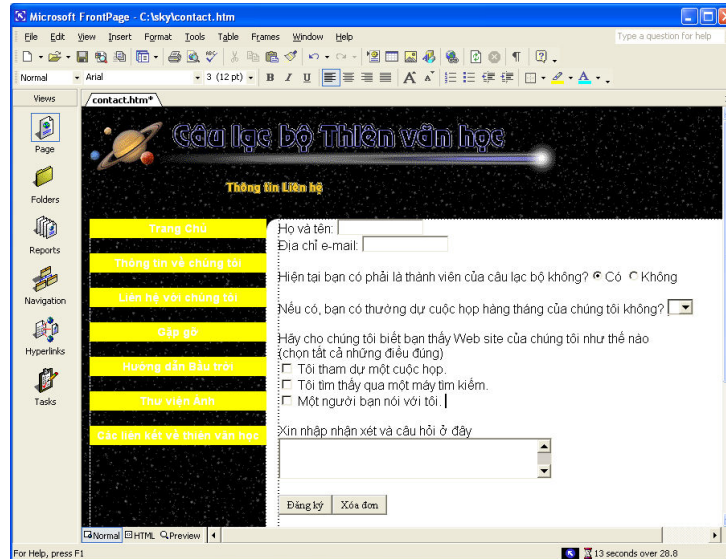 Microsoft FrontPage - C:\sky\contact.htm
File Edit View Insert Format Tools Table Frames Window Help
Type a question for help
Normal Arial 3 (12 pt) B I U A A A
Views
contact.htm*
Page
Folders
Reports
Navigation
Hyperlinks
Tasks
Câu lạc bộ Thiên văn học
Thông tin Liên hệ
Trang Chủ
Thông tin về chúng tôi
Liên hệ với chúng tôi
Gặp gỡ
Hướng dẫn Bầu trời
Thư viện Ảnh
Các liên kết về thiên văn học
Họ và tên:
Địa chỉ e-mail:
Hiện tại bạn có phải là thành viên của câu lạc bộ không? Có Không
Nếu có, bạn có thường dự cuộc họp hàng tháng của chúng tôi không?
Hãy cho chúng tôi biết bạn thấy Web site của chúng tôi như thế nào
(chọn tất cả những điều đúng)
Tôi tham dự một cuộc họp.
Tôi tìm thấy qua một máy tìm kiếm.
Một người bạn nói với tôi.
Xin nhập nhận xét và câu hỏi ở đây
Đăng ký Xóa đơn
Normal HTML Preview
For Help, press F1
13 seconds over 28.8